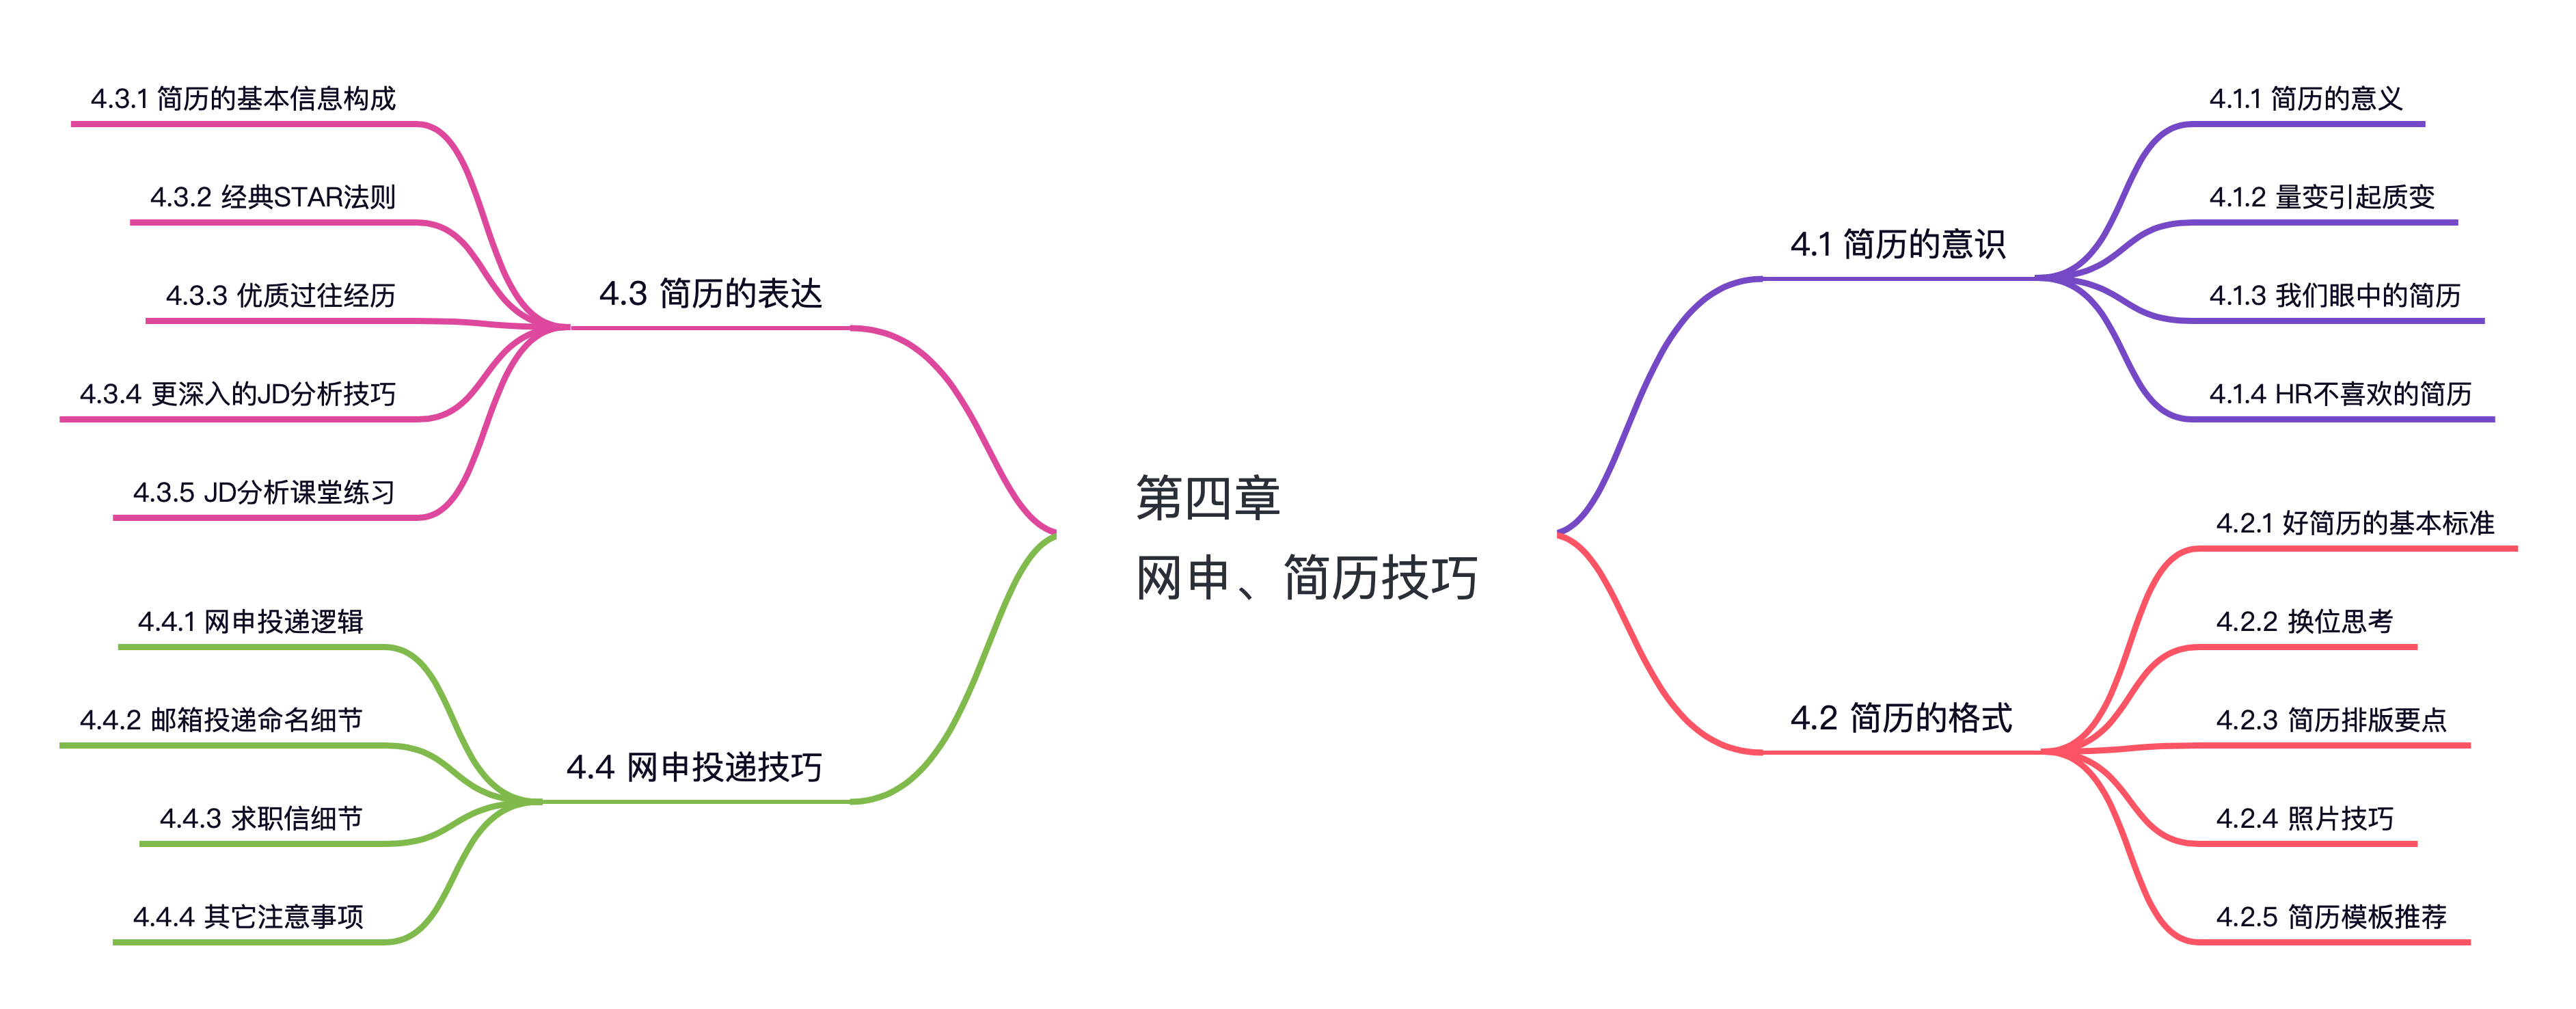 第四章
网申、简历技巧
4.1 简历的意识
4.1.1 简历的意义
4.1.2 量变引起质变
4.1.3 我们眼中的简历
4.1.4 HR不喜欢的简历
4.2 简历的格式
4.2.1 好简历的基本标准
4.2.2 换位思考
4.2.3 简历排版要点
4.2.4 照片技巧
4.2.5 简历模板推荐
4.3 简历的表达
4.3.1 简历的基本信息构成
4.3.2 经典STAR法则
4.3.3 优质过往经历
4.3.4 更深入的JD分析技巧
4.3.5 JD分析课堂练习
4.4 网申投递技巧
4.4.1 网申投递逻辑
4.4.2 邮箱投递命名细节
4.4.3 求职信细节
4.4.4 其它注意事项